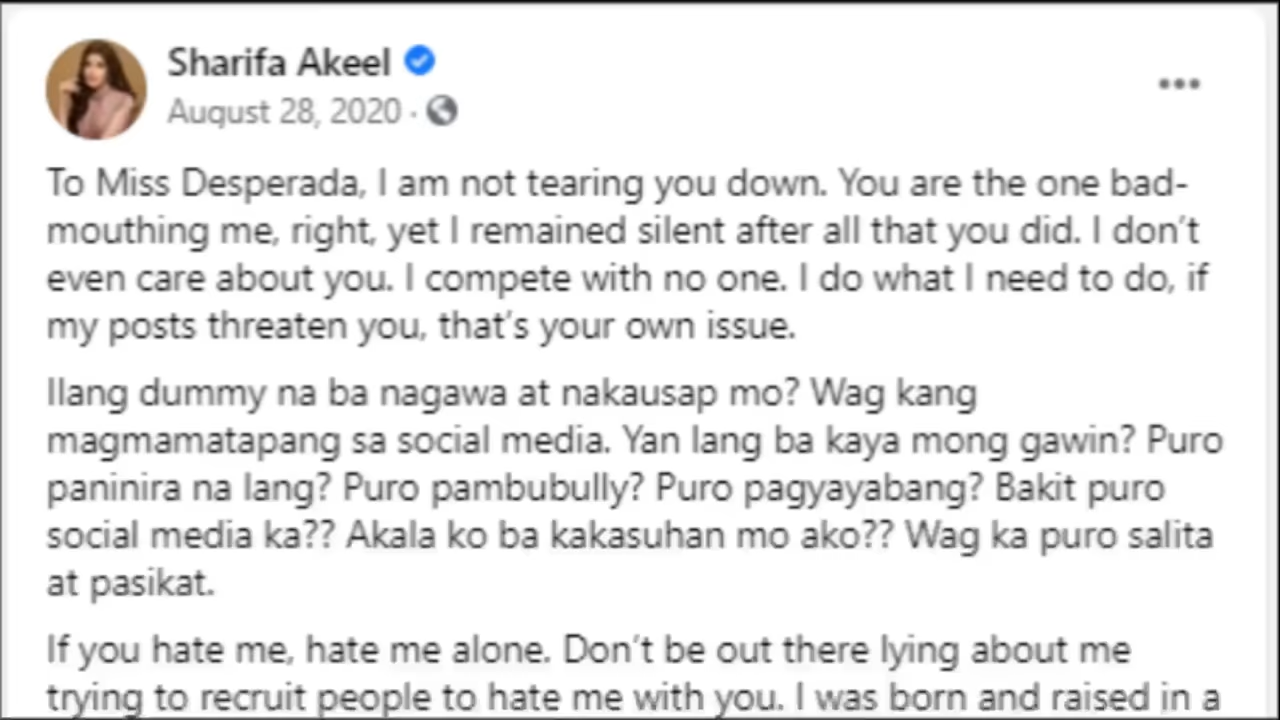 Sharifa Akeel
August 28, 2020 ·
To Miss Desperada, I am not tearing you down. You are the one bad-
mouthing me, right, yet I remained silent after all that you did. I don't
even care about you. I compete with no one. I do what I need to do, if
my posts threaten you, that's your own issue.
Ilang dummy na ba nagawa at nakausap mo? Wag kang
magmamatapang sa social media. Yan lang ba kaya mong gawin? Puro
paninira na lang? Puro pambubully? Puro pagyayabang? Bakit puro
social media ka?? Akala ko ba kakasuhan mo ako?? Wag ka puro salita
at pasikat.
If you hate me, hate me alone. Don't be out there lying about me
trying to recruit people to hate me with you. I was born and raised in a